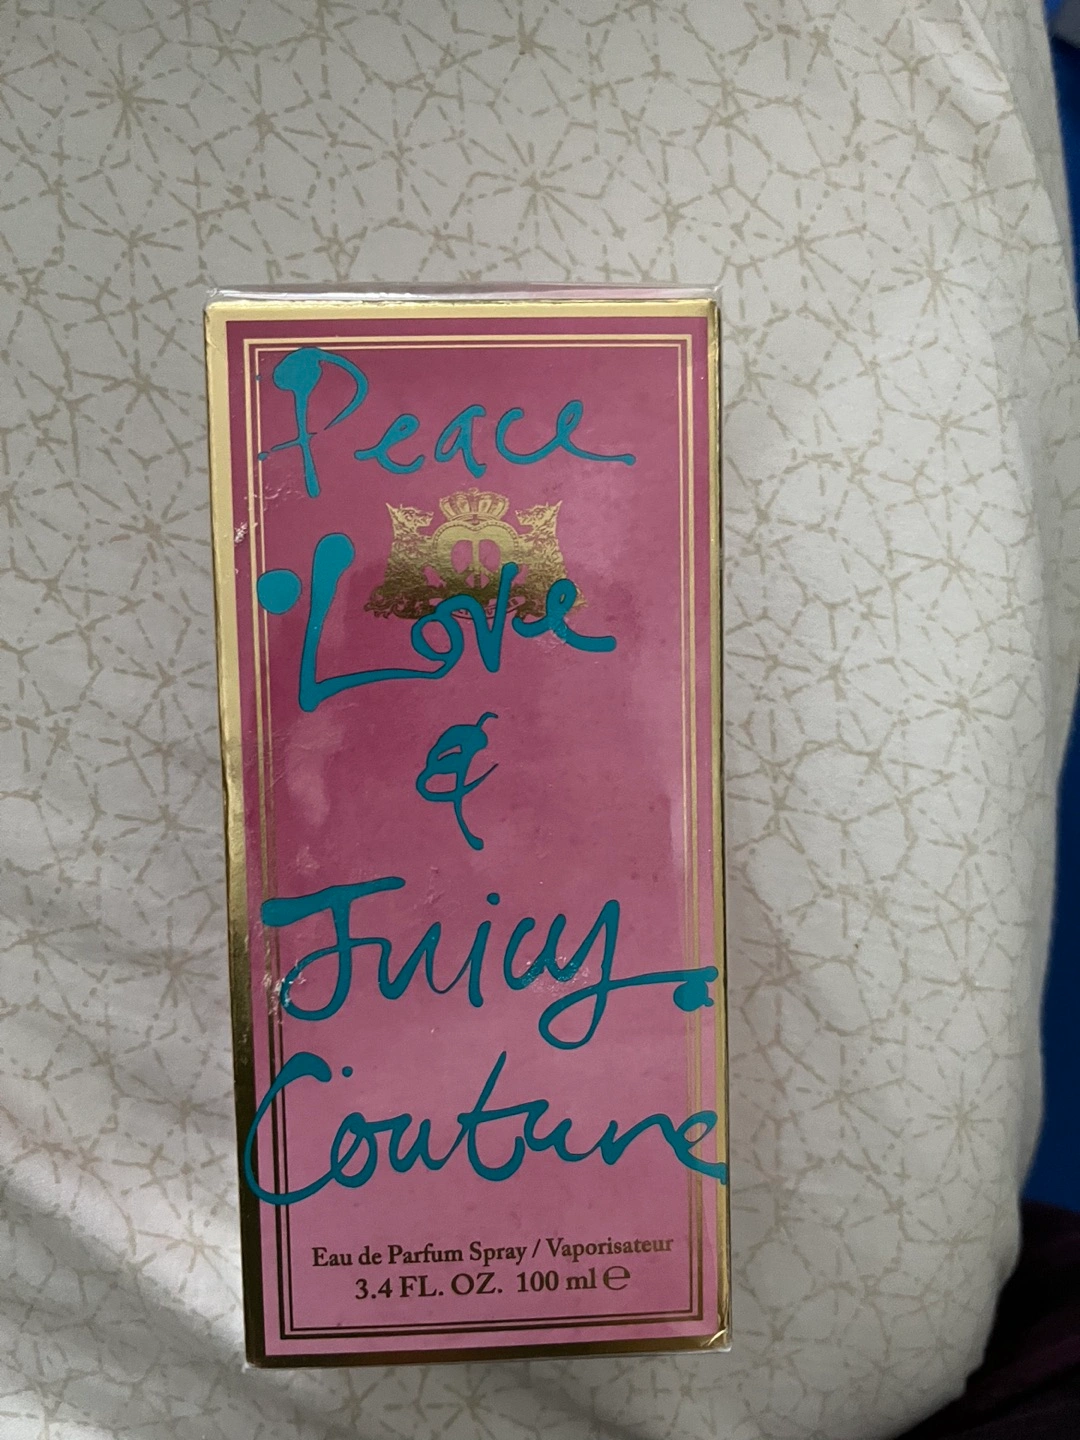 Peace
Love
&
Juicy
Couture
Eau de Parfum Spray / Vaporisateur
3.4 FL. OZ. 100 ml ℮